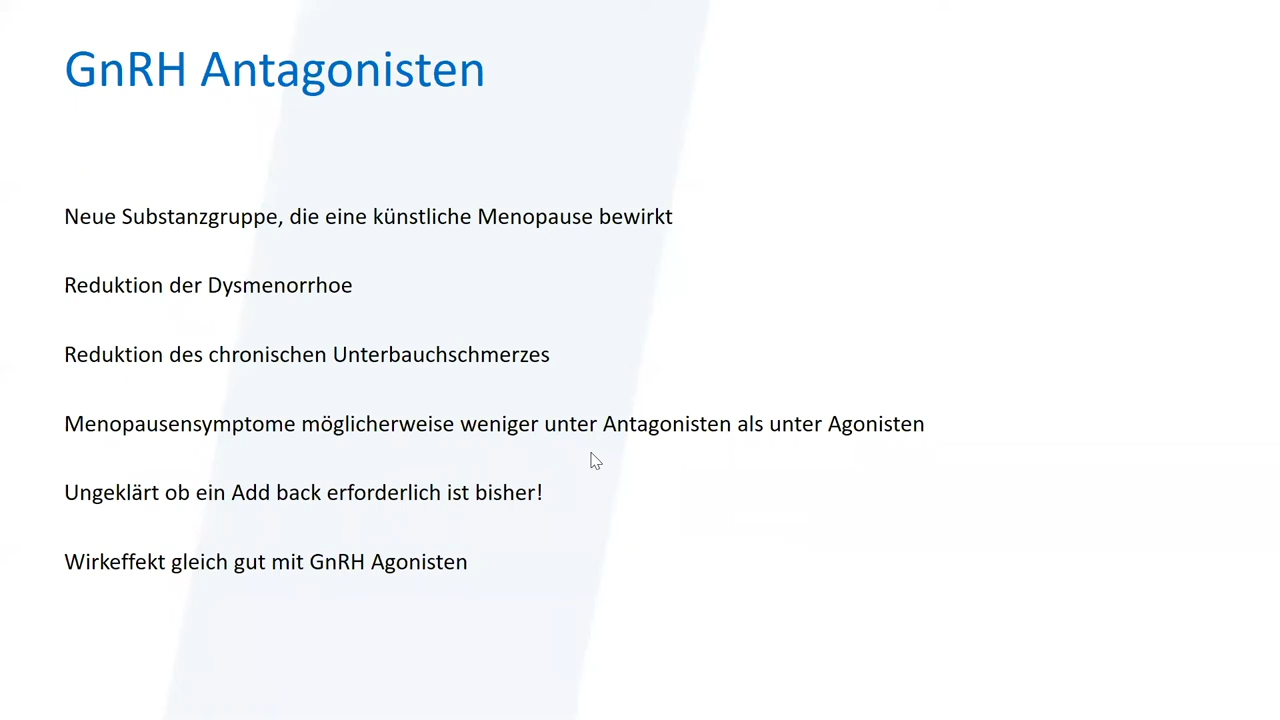 GnRH Antagonisten
Neue Substanzgruppe, die eine künstliche Menopause bewirkt
Reduktion der Dysmenorrhoe
Reduktion des chronischen Unterbauchschmerzes
Menopausensymptome möglicherweise weniger unter Antagonisten als unter Agonisten
Ungeklärt ob ein Add back erforderlich ist bisher!
Wirkeffekt gleich gut mit GnRH Agonisten